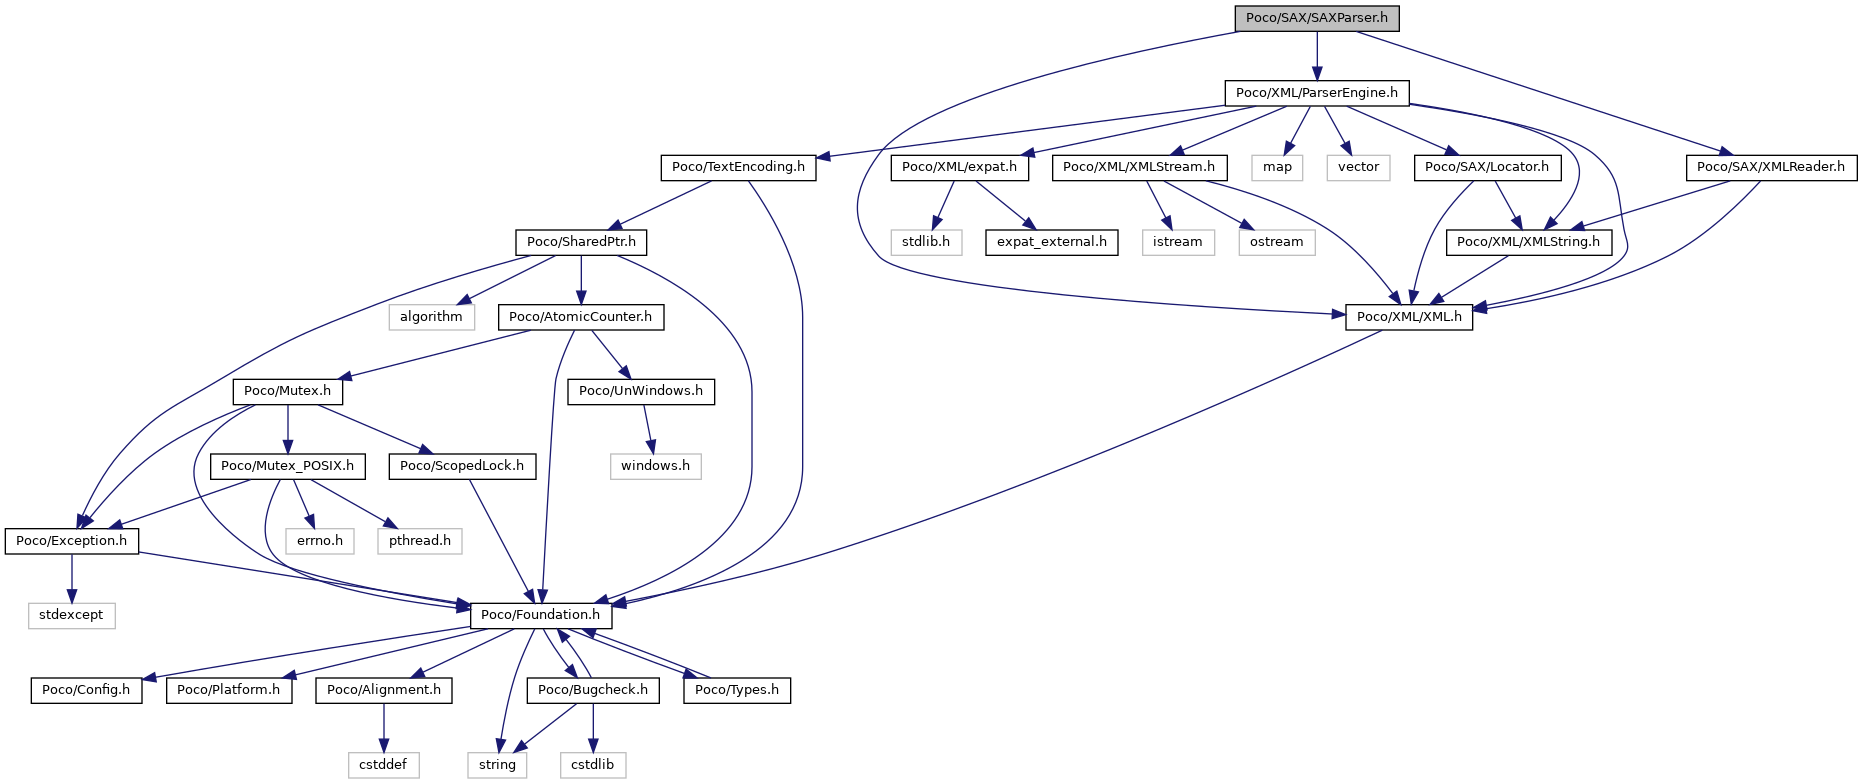 Poco/SAX/SAXParser.h
Poco/XML/ParserEngine.h
Poco/TextEncoding.h
Poco/XML/expat.h
Poco/XML/XMLStream.h
map
vector
Poco/SAX/Locator.h
Poco/SAX/XMLReader.h
Poco/SharedPtr.h
stdlib.h
expat_external.h
istream
ostream
Poco/XML/XMLString.h
algorithm
Poco/AtomicCounter.h
Poco/XML/XML.h
Poco/Mutex.h
Poco/UnWindows.h
Poco/Mutex_POSIX.h
Poco/ScopedLock.h
windows.h
Poco/Exception.h
errno.h
pthread.h
stdexcept
Poco/Foundation.h
Poco/Config.h
Poco/Platform.h
Poco/Alignment.h
Poco/Bugcheck.h
Poco/Types.h
cstddef
string
cstdlib